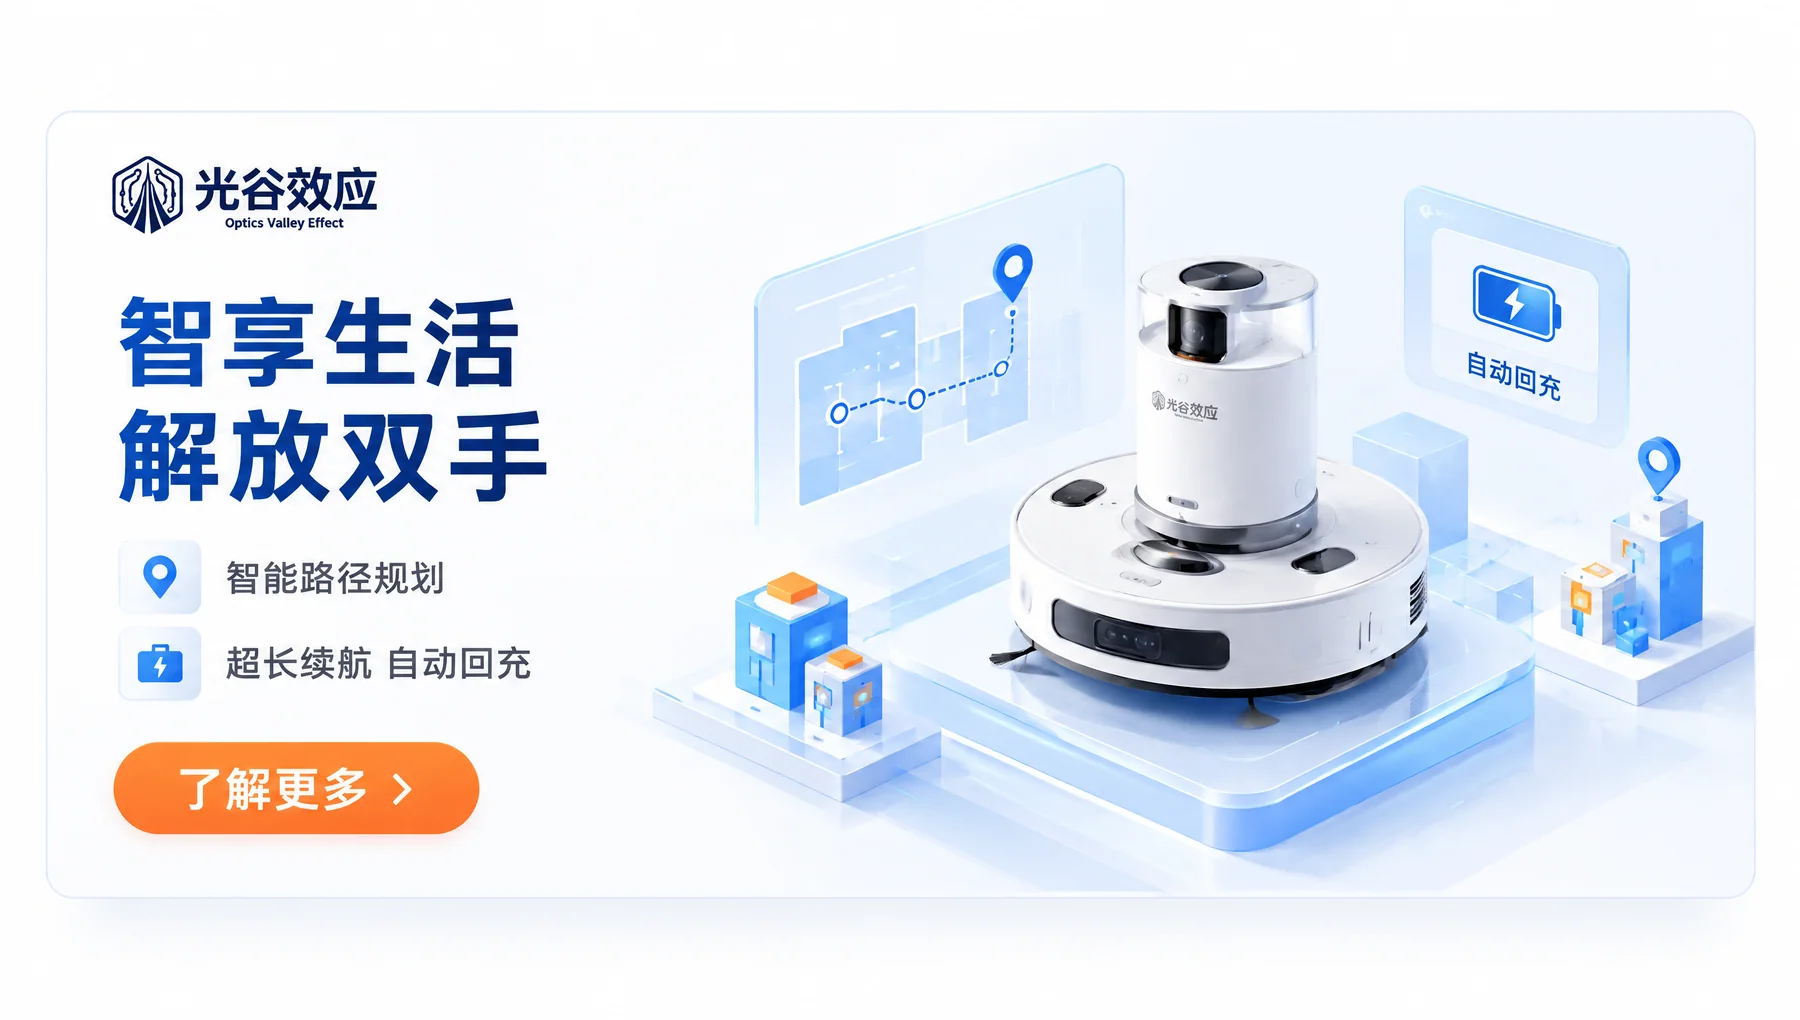 光谷效应
Optics Valley Effect
智享生活
解放双手
智能路径规划
超长续航 自动回充
了解更多
光谷效应
自动回充